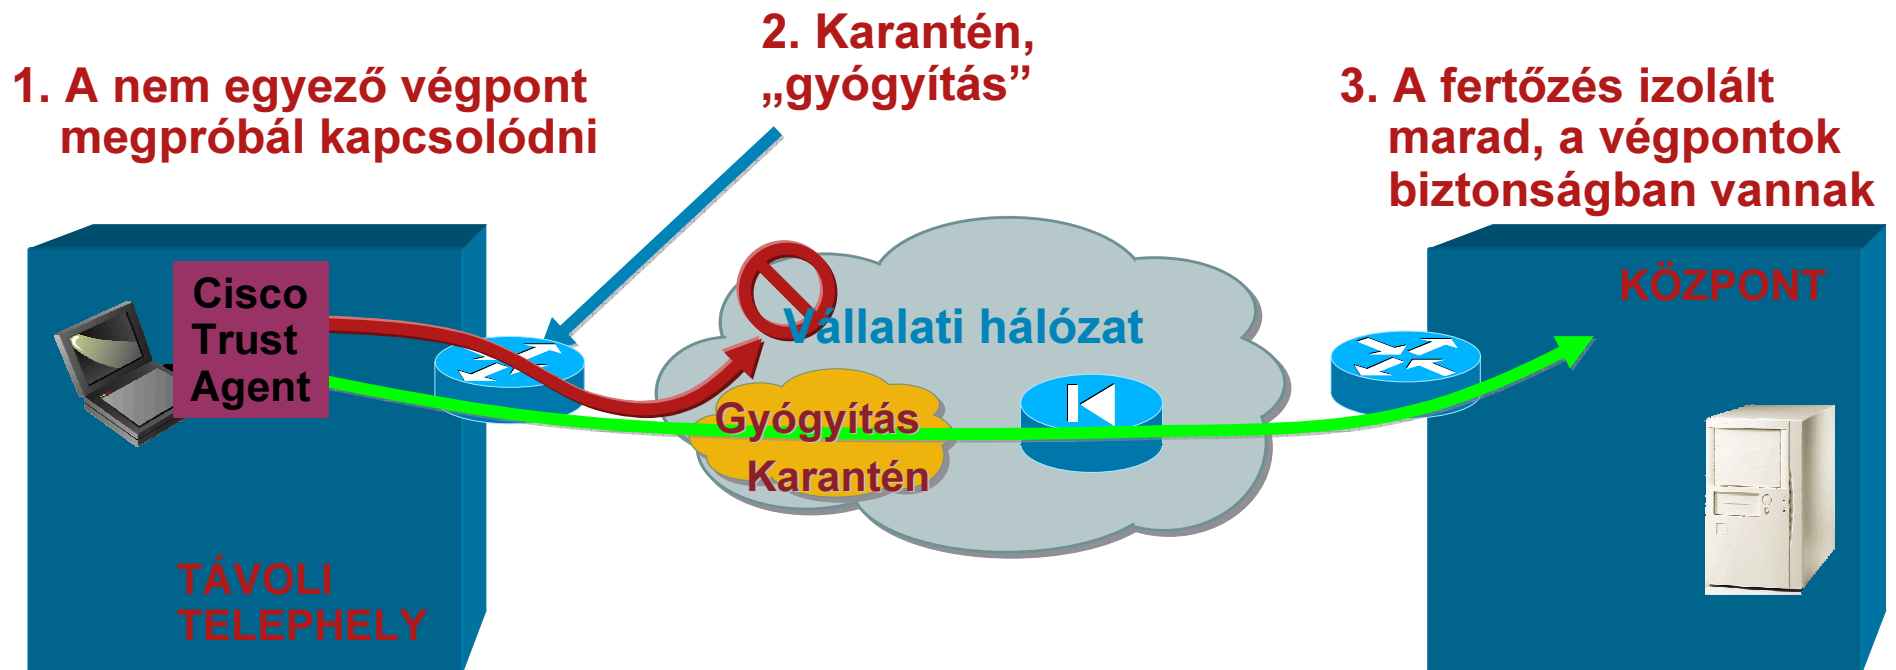 1. A nem egyező végpont
megpróbál kapcsolódni
2. Karantén,
„gyógyítás”
3. A fertőzés izolált
marad, a végpontok
biztonságban vannak
Cisco
Trust
Agent
TÁVOLI
TELEPHELY
Vállalati hálózat
Gyógyítás
Karantén
KÖZPONT